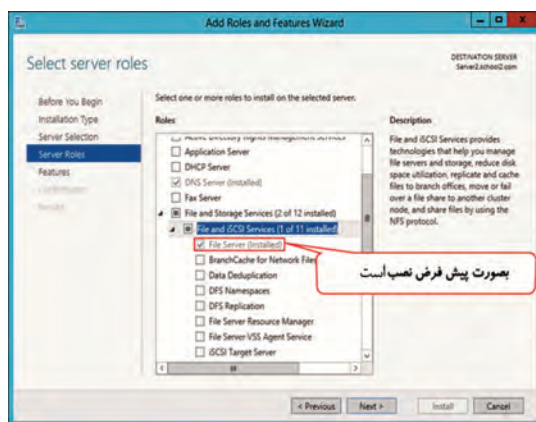 Add Roles and Features Wizard
Select server roles
DESTINATION SERVER
Server2.school2.com
Before You Begin
Installation Type
Server Selection
Server Roles
Features
Confirmation
Results
Select one or more roles to install on the selected server.
Roles
Active Directory Rights Management Services
Application Server
DHCP Server
DNS Server (Installed)
Fax Server
File and Storage Services (2 of 12 installed)
File and iSCSI Services (1 of 11 installed)
File Server (Installed)
BranchCache for Network Files
Data Deduplication
DFS Namespaces
DFS Replication
File Server Resource Manager
File Server VSS Agent Service
iSCSI Target Server
Description
File and iSCSI Services provides
technologies that help you manage
file servers and storage, reduce disk
space utilization, replicate and cache
files to branch offices, move or fail
over a file share to another cluster
node, and share files by using the
NFS protocol.
بصورت پیش فرض نصب است
< Previous
Next >
Install
Cancel